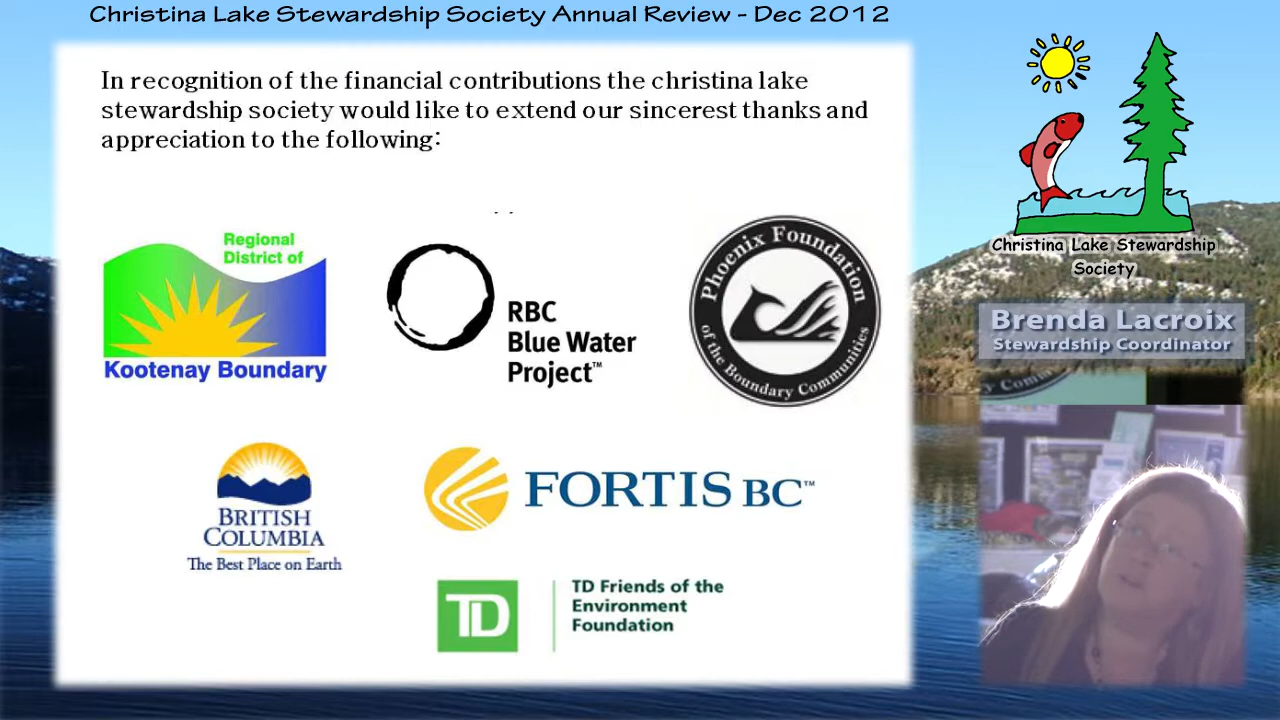 Christina Lake Stewardship Society Annual Review - Dec 2012
In recognition of the financial contributions the christina lake
stewardship society would like to extend our sincerest thanks and
appreciation to the following:
Regional
District of
Kootenay Boundary
RBC
Blue Water
Project™
Phoenix Foundation
of the Boundary Communities
BRITISH
COLUMBIA
The Best Place on Earth
FORTIS BC™
TD
TD Friends of the
Environment
Foundation
Christina Lake Stewardship
Society
Brenda Lacroix
Stewardship Coordinator